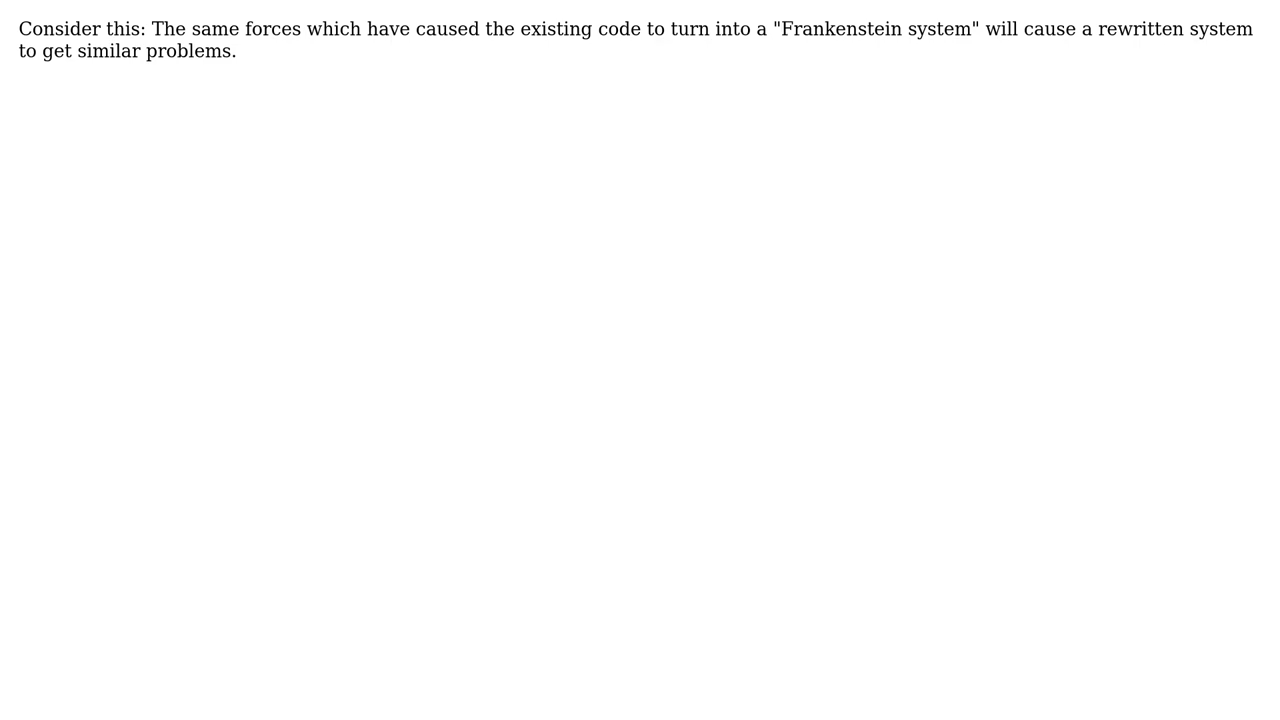 Consider this: The same forces which have caused the existing code to turn into a "Frankenstein system" will cause a rewritten system
to get similar problems.